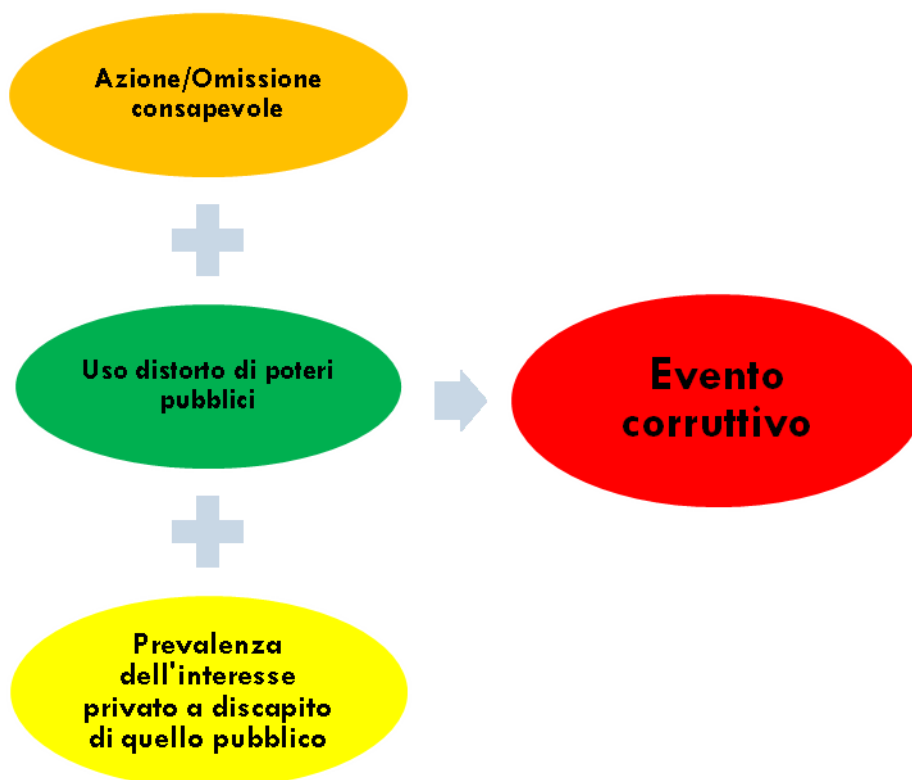 Azione/Omissione
consapevole
Uso distorto di poteri
pubblici
Evento
corruttivo
Prevalenza
dell'interesse
privato a discapito
di quello pubblico